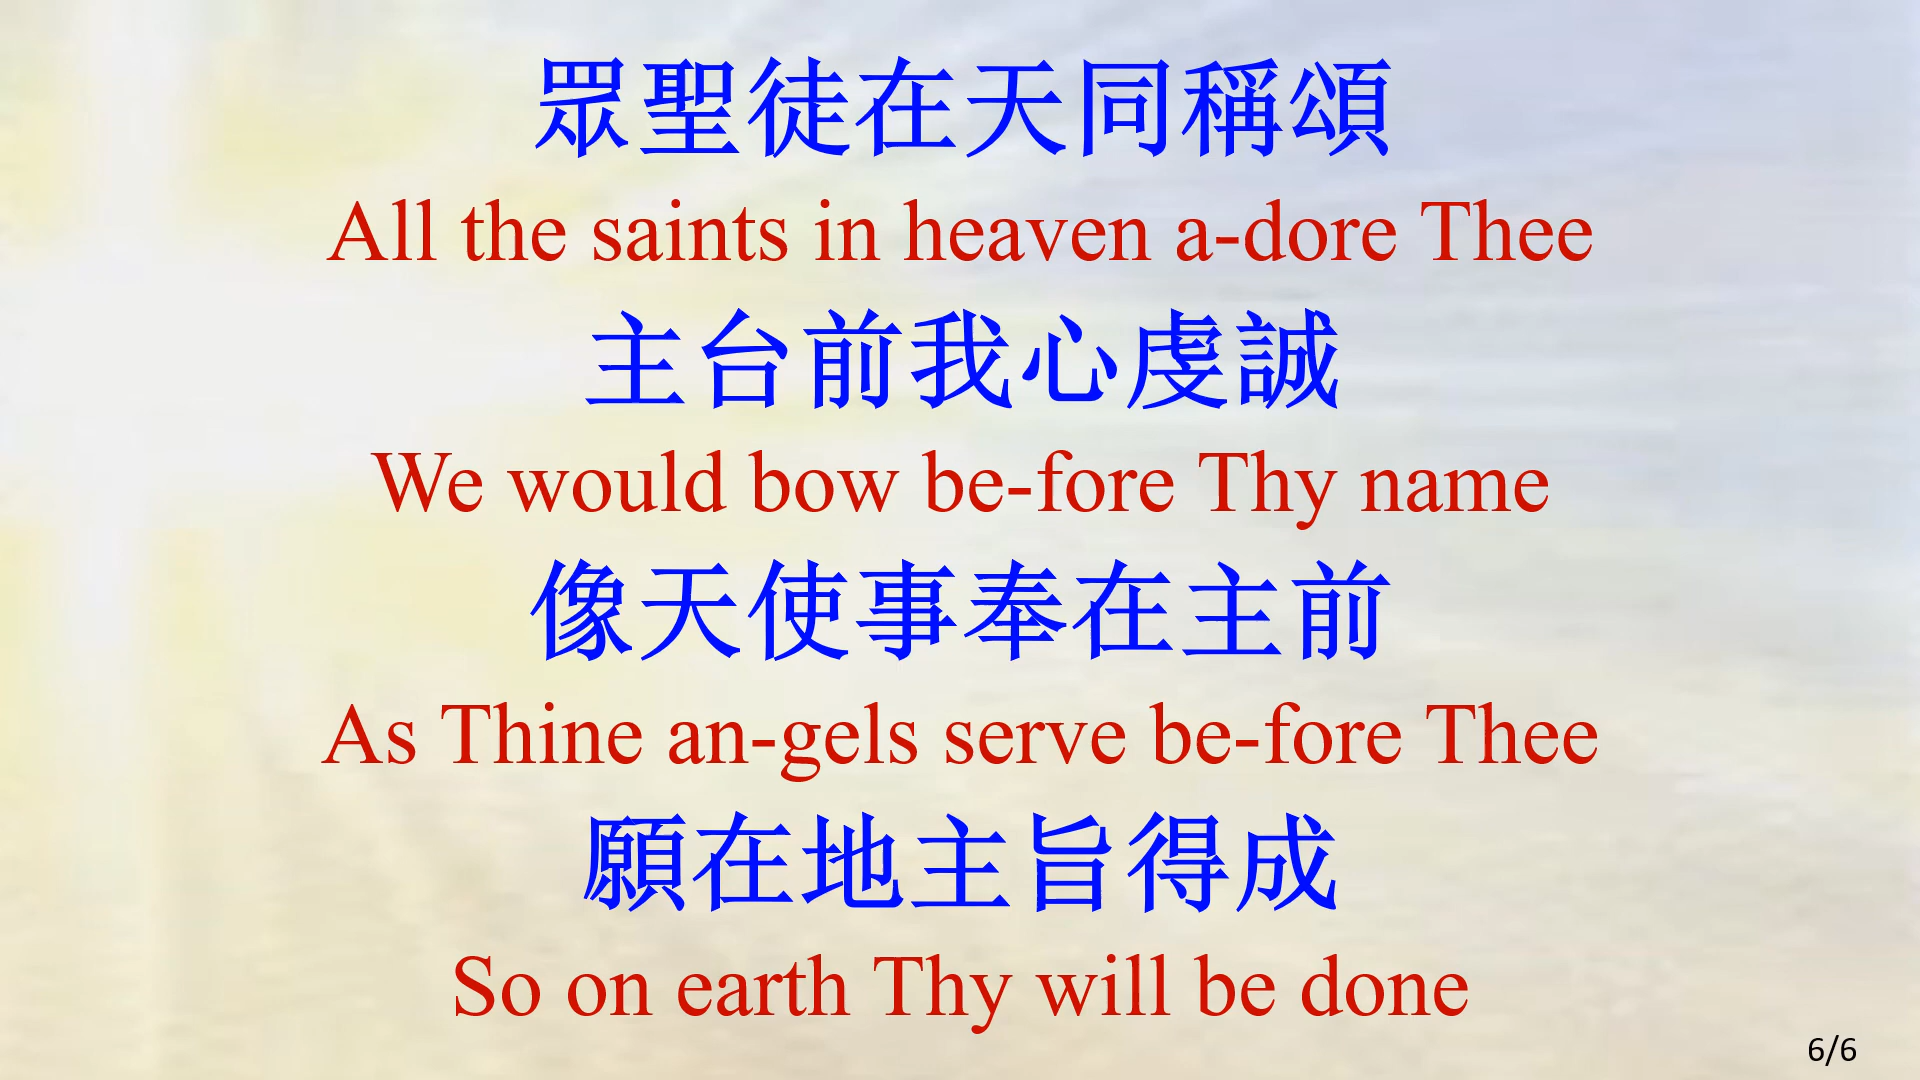 眾聖徒在天同稱頌
All the saints in heaven a-dore Thee
主台前我心虔誠
We would bow be-fore Thy name
像天使事奉在主前
As Thine an-gels serve be-fore Thee
願在地主旨得成
So on earth Thy will be done
6/6